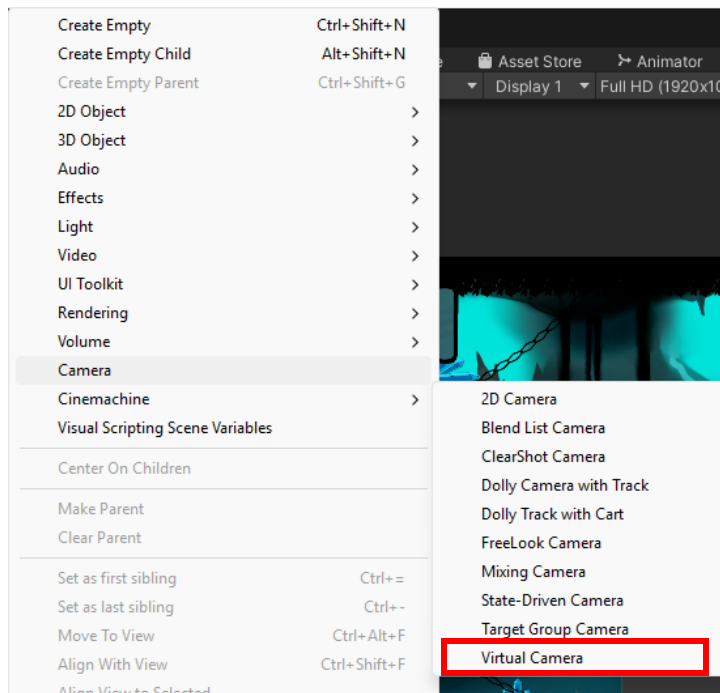 Create Empty Ctrl+Shift+N
Create Empty Child Alt+Shift+N
Create Empty Parent Ctrl+Shift+G
2D Object
3D Object
Audio
Effects
Light
Video
UI Toolkit
Rendering
Volume
Camera
Cinemachine
Visual Scripting Scene Variables
Center On Children
Make Parent
Clear Parent
Set as first sibling Ctrl+=
Set as last sibling Ctrl+-
Move To View Ctrl+Alt+F
Align With View Ctrl+Shift+F
Align View to Selected
Asset Store Animator
Display 1 Full HD (1920x10
2D Camera
Blend List Camera
ClearShot Camera
Dolly Camera with Track
Dolly Track with Cart
FreeLook Camera
Mixing Camera
State-Driven Camera
Target Group Camera
Virtual Camera